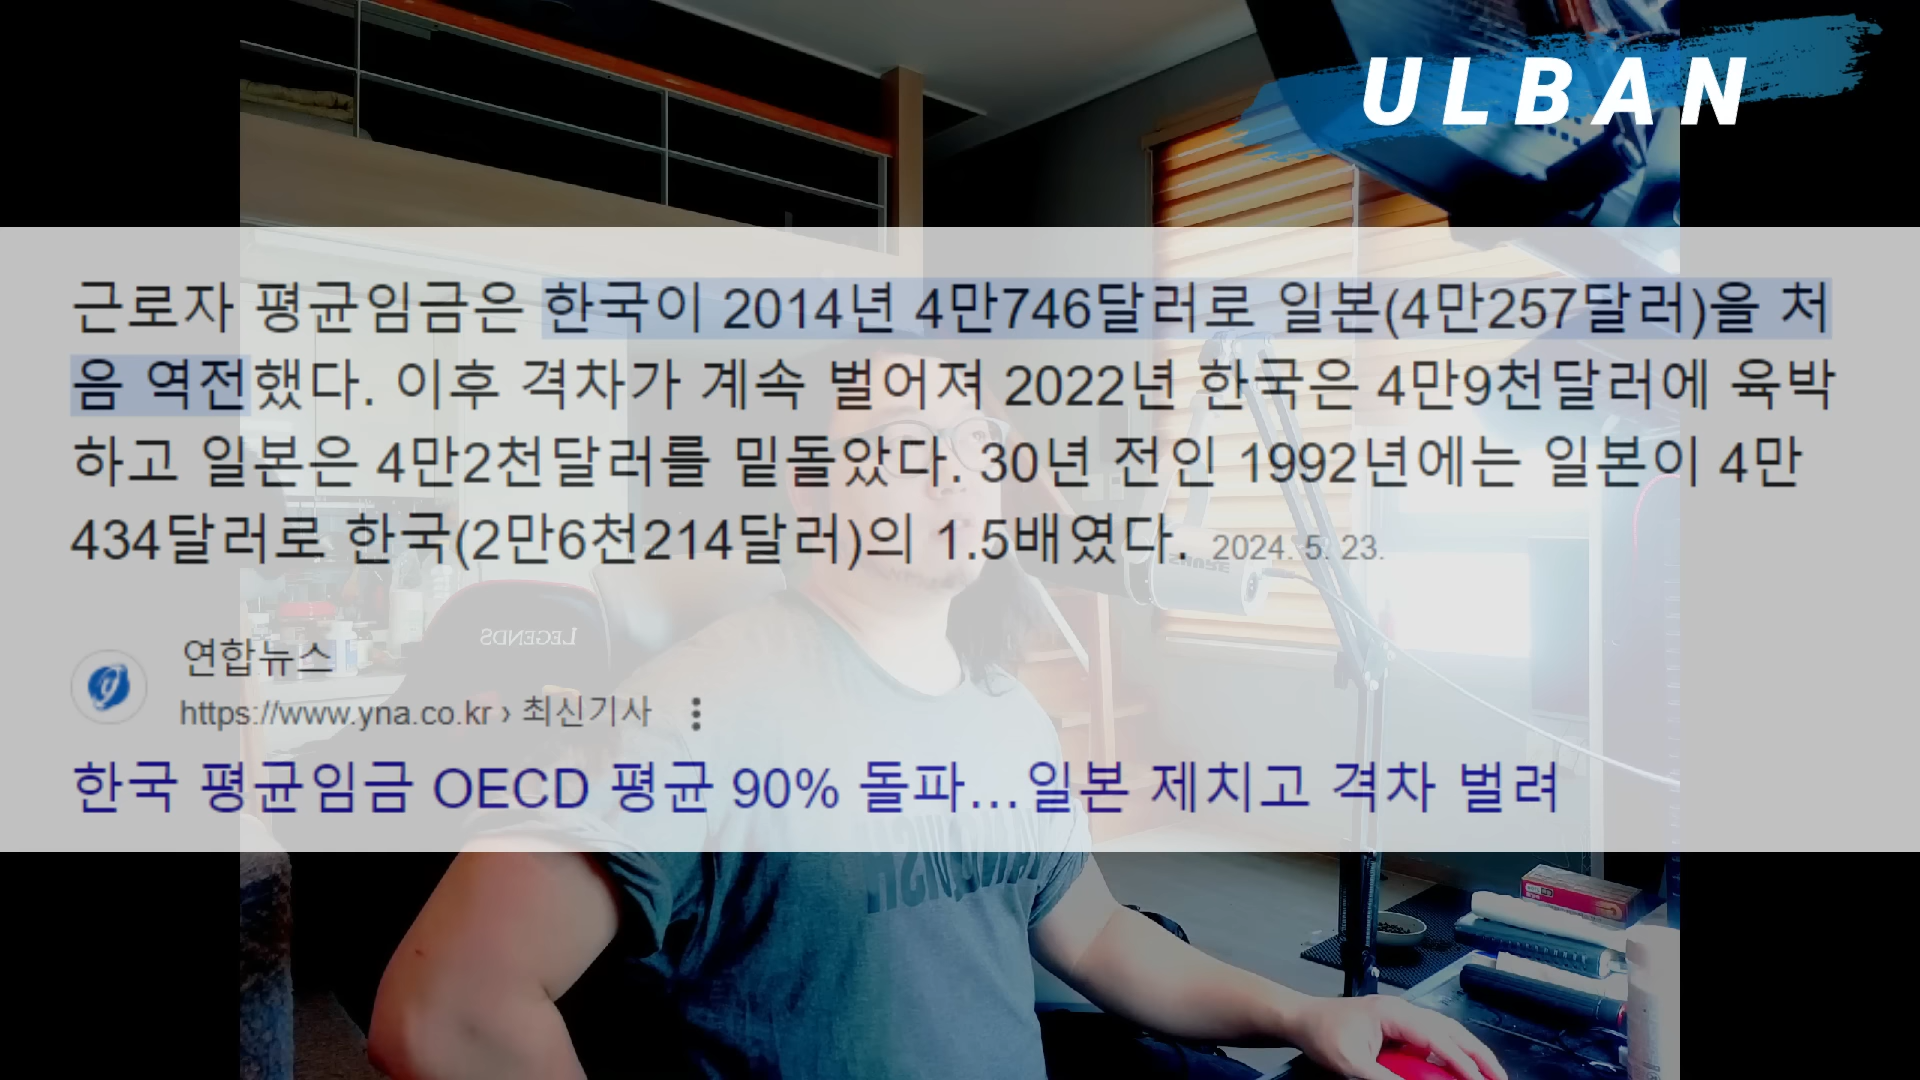 ULBAN
근로자 평균임금은 한국이 2014년 4만746달러로 일본(4만257달러)을 처
음 역전했다. 이후 격차가 계속 벌어져 2022년 한국은 4만9천달러에 육박
하고 일본은 4만2천달러를 밑돌았다. 30년 전인 1992년에는 일본이 4만
434달러로 한국(2만6천214달러)의 1.5배였다. 2024. 5. 23.
LEGENDS
연합뉴스
https://www.yna.co.kr › 최신기사
한국 평균임금 OECD 평균 90% 돌파...일본 제치고 격차 벌려